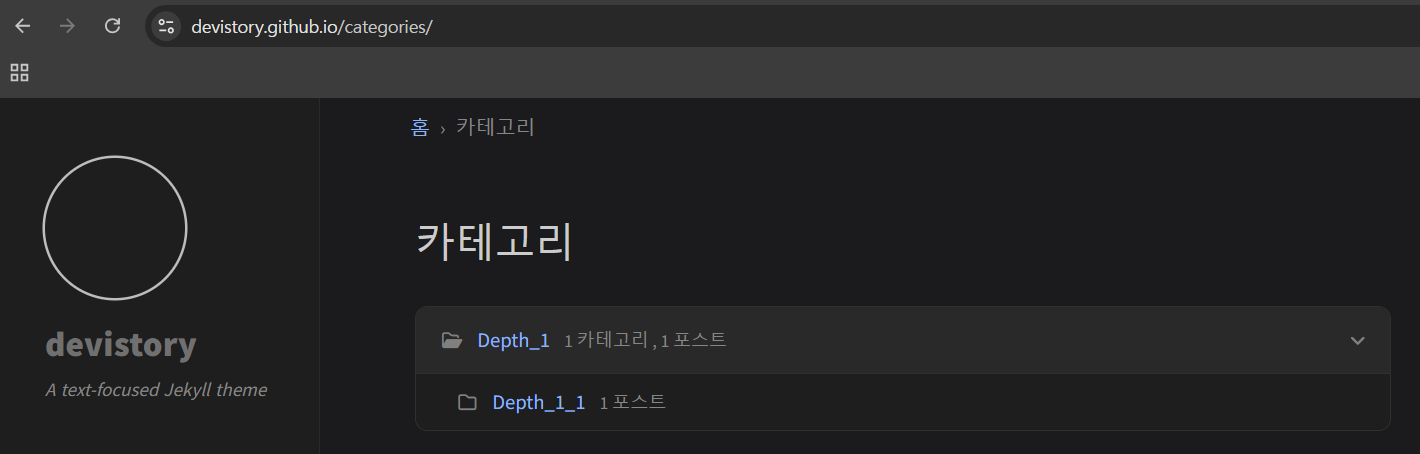 devistory.github.io/categories/
홈 › 카테고리
카테고리
devistory
A text-focused Jekyll theme
Depth_1 1 카테고리 , 1 포스트
Depth_1_1 1 포스트